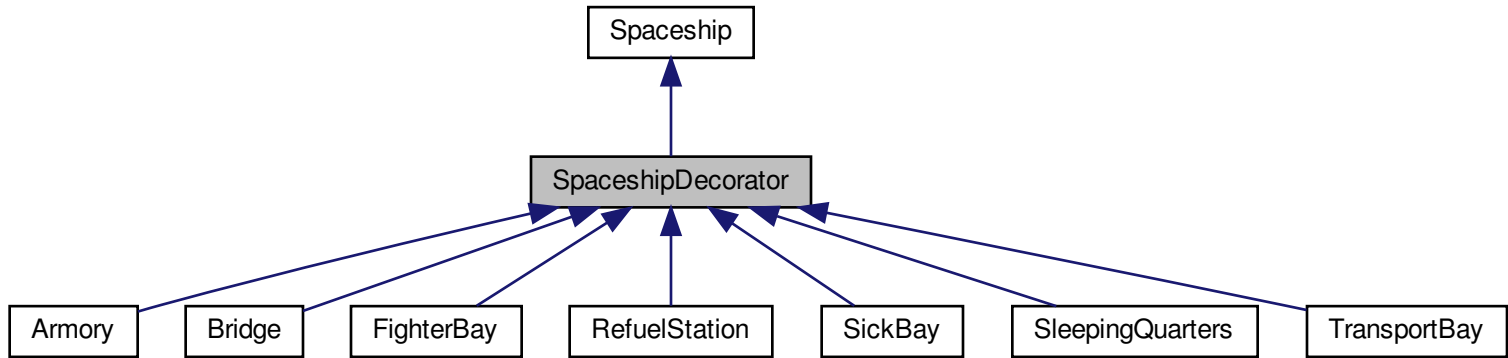 Spaceship
SpaceshipDecorator
Armory
Bridge
FighterBay
RefuelStation
SickBay
SleepingQuarters
TransportBay